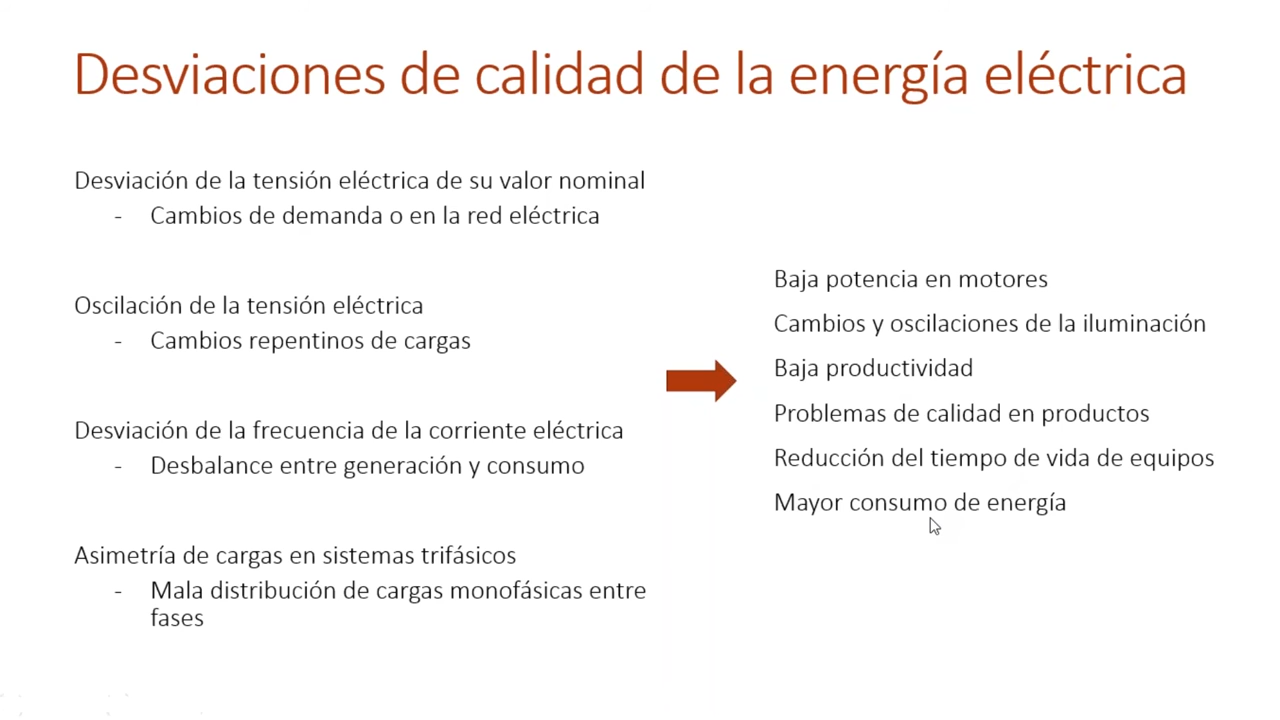 Desviaciones de calidad de la energía eléctrica
Desviación de la tensión eléctrica de su valor nominal
- Cambios de demanda o en la red eléctrica
Oscilación de la tensión eléctrica
- Cambios repentinos de cargas
Desviación de la frecuencia de la corriente eléctrica
- Desbalance entre generación y consumo
Asimetría de cargas en sistemas trifásicos
- Mala distribución de cargas monofásicas entre
fases
Baja potencia en motores
Cambios y oscilaciones de la iluminación
Baja productividad
Problemas de calidad en productos
Reducción del tiempo de vida de equipos
Mayor consumo de energía